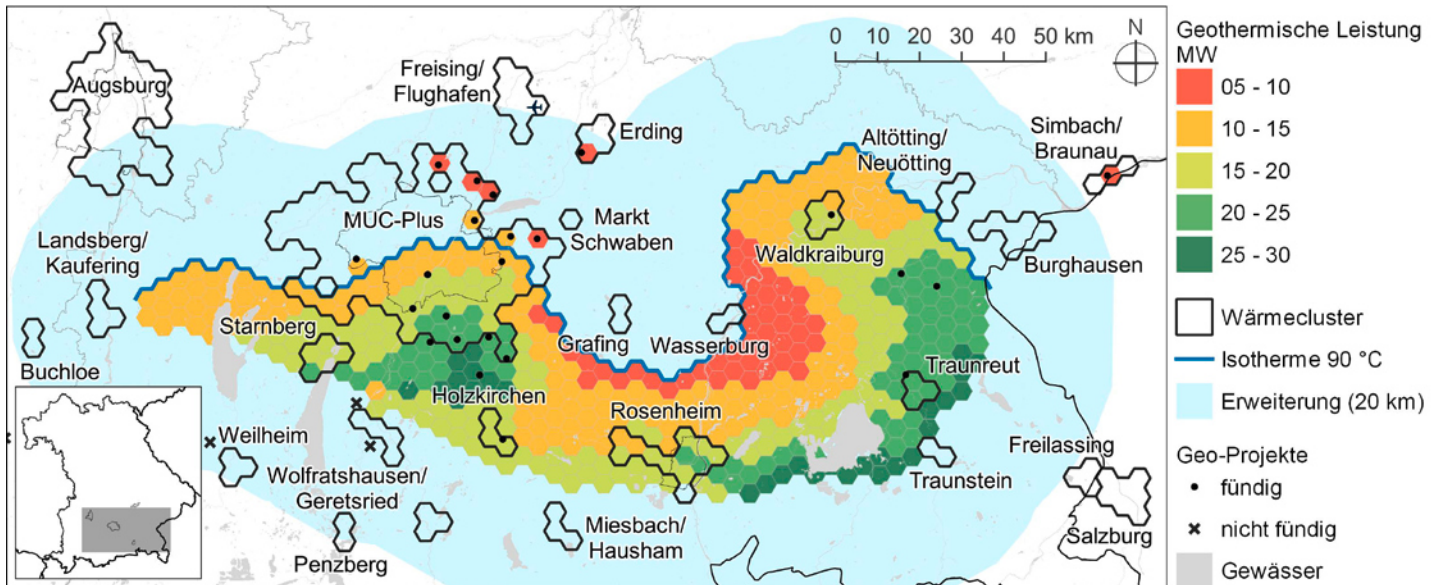 Augsburg
Freising/
Flughafen
Erding
0 10 20 30 40 50 km
N
Altötting/
Neuötting
Simbach/
Braunau
MUC-Plus
Markt
Schwaben
Landsberg/
Kaufering
Waldkraiburg
Burghausen
Starnberg
Grafing
Wasserburg
Buchloe
Traunreut
Holzkirchen
Rosenheim
Weilheim
Freilassing
Wolfratshausen/
Geretsried
Traunstein
Miesbach/
Hausham
Salzburg
Penzberg
Geothermische Leistung
MW
05 - 10
10 - 15
15 - 20
20 - 25
25 - 30
Wärmecluster
Isotherme 90 °C
Erweiterung (20 km)
Geo-Projekte
fündig
nicht fündig
Gewässer